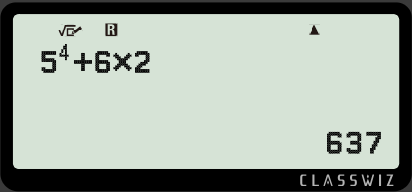 √▫⁄ R ▲
5⁴+6×2
637
CLASSWIZ